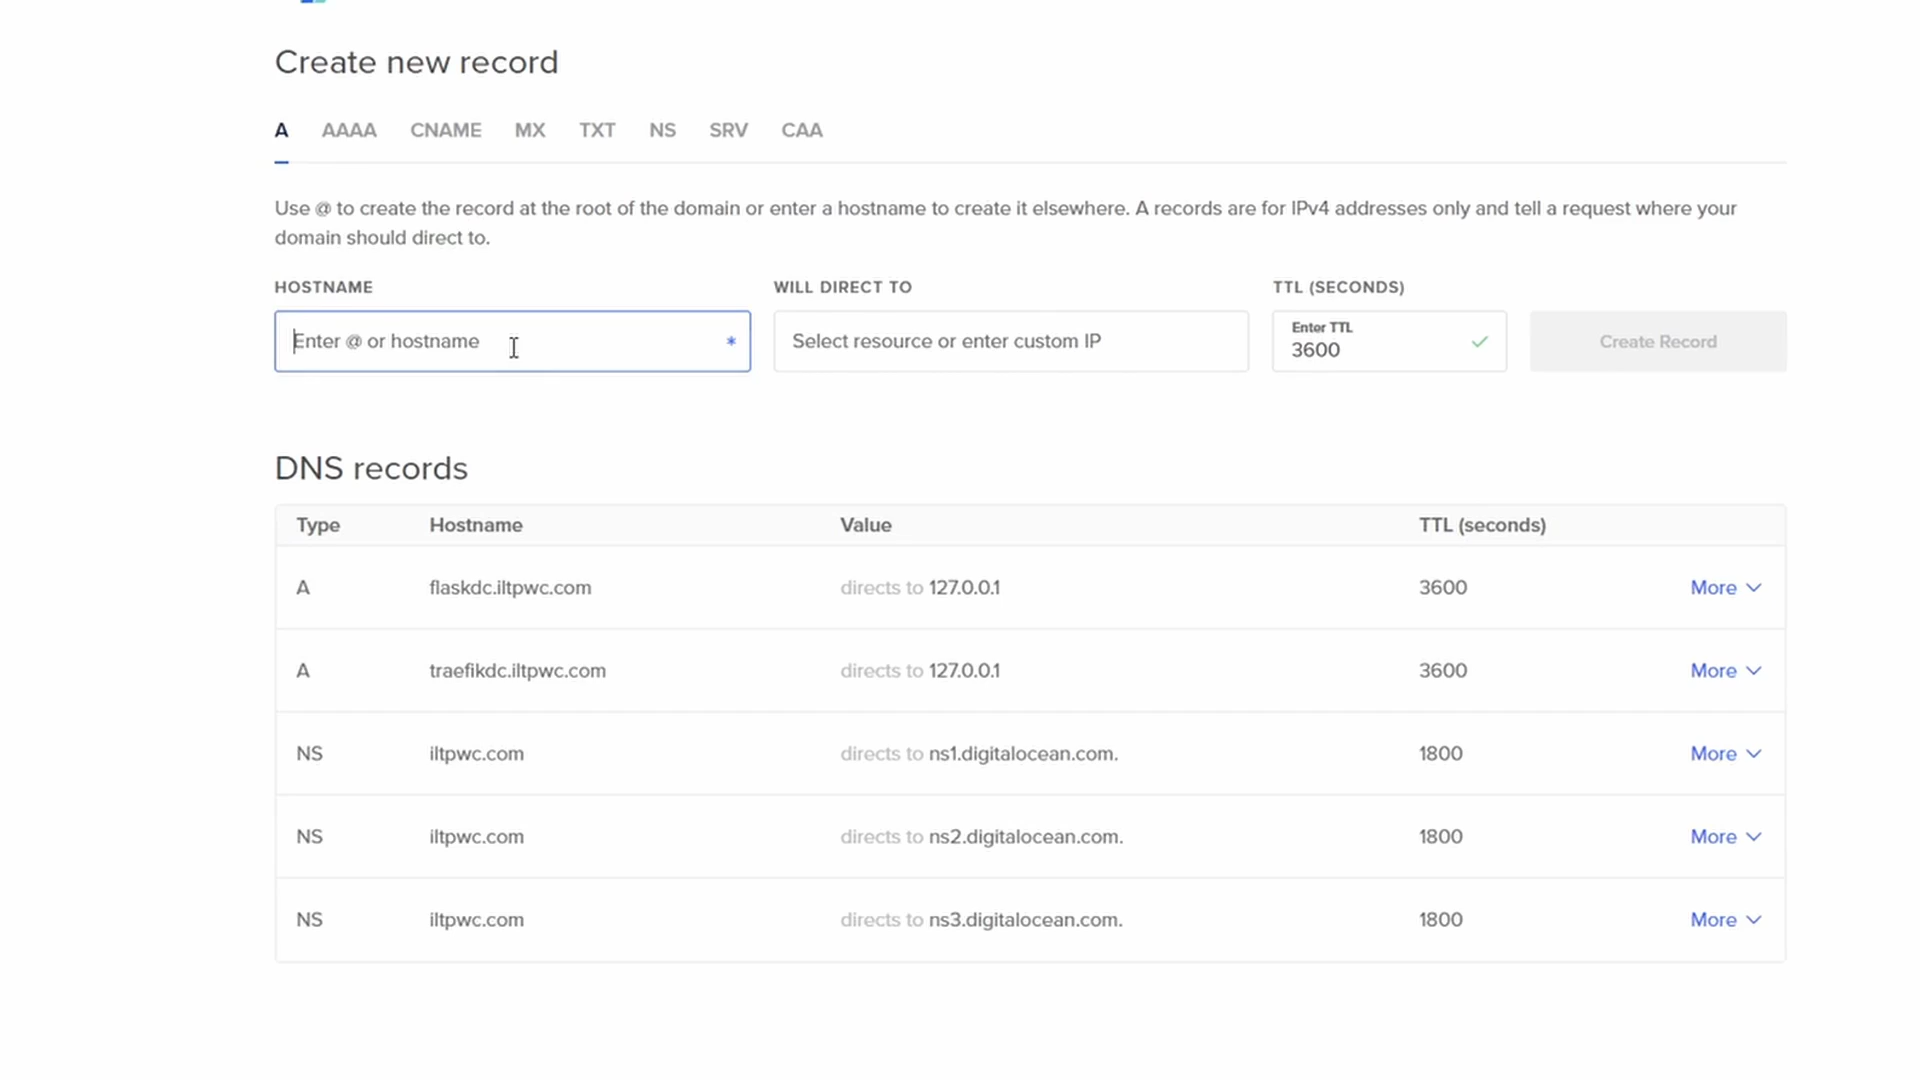 Create new record
A AAAA CNAME MX TXT NS SRV CAA
Use @ to create the record at the root of the domain or enter a hostname to create it elsewhere. A records are for IPv4 addresses only and tell a request where your
domain should direct to.
HOSTNAME WILL DIRECT TO TTL (SECONDS)
Enter @ or hostname * Select resource or enter custom IP Enter TTL
3600 Create Record
DNS records
Type Hostname Value TTL (seconds)
A flaskdc.iltpwc.com directs to 127.0.0.1 3600 More
A traefikdc.iltpwc.com directs to 127.0.0.1 3600 More
NS iltpwc.com directs to ns1.digitalocean.com. 1800 More
NS iltpwc.com directs to ns2.digitalocean.com. 1800 More
NS iltpwc.com directs to ns3.digitalocean.com. 1800 More